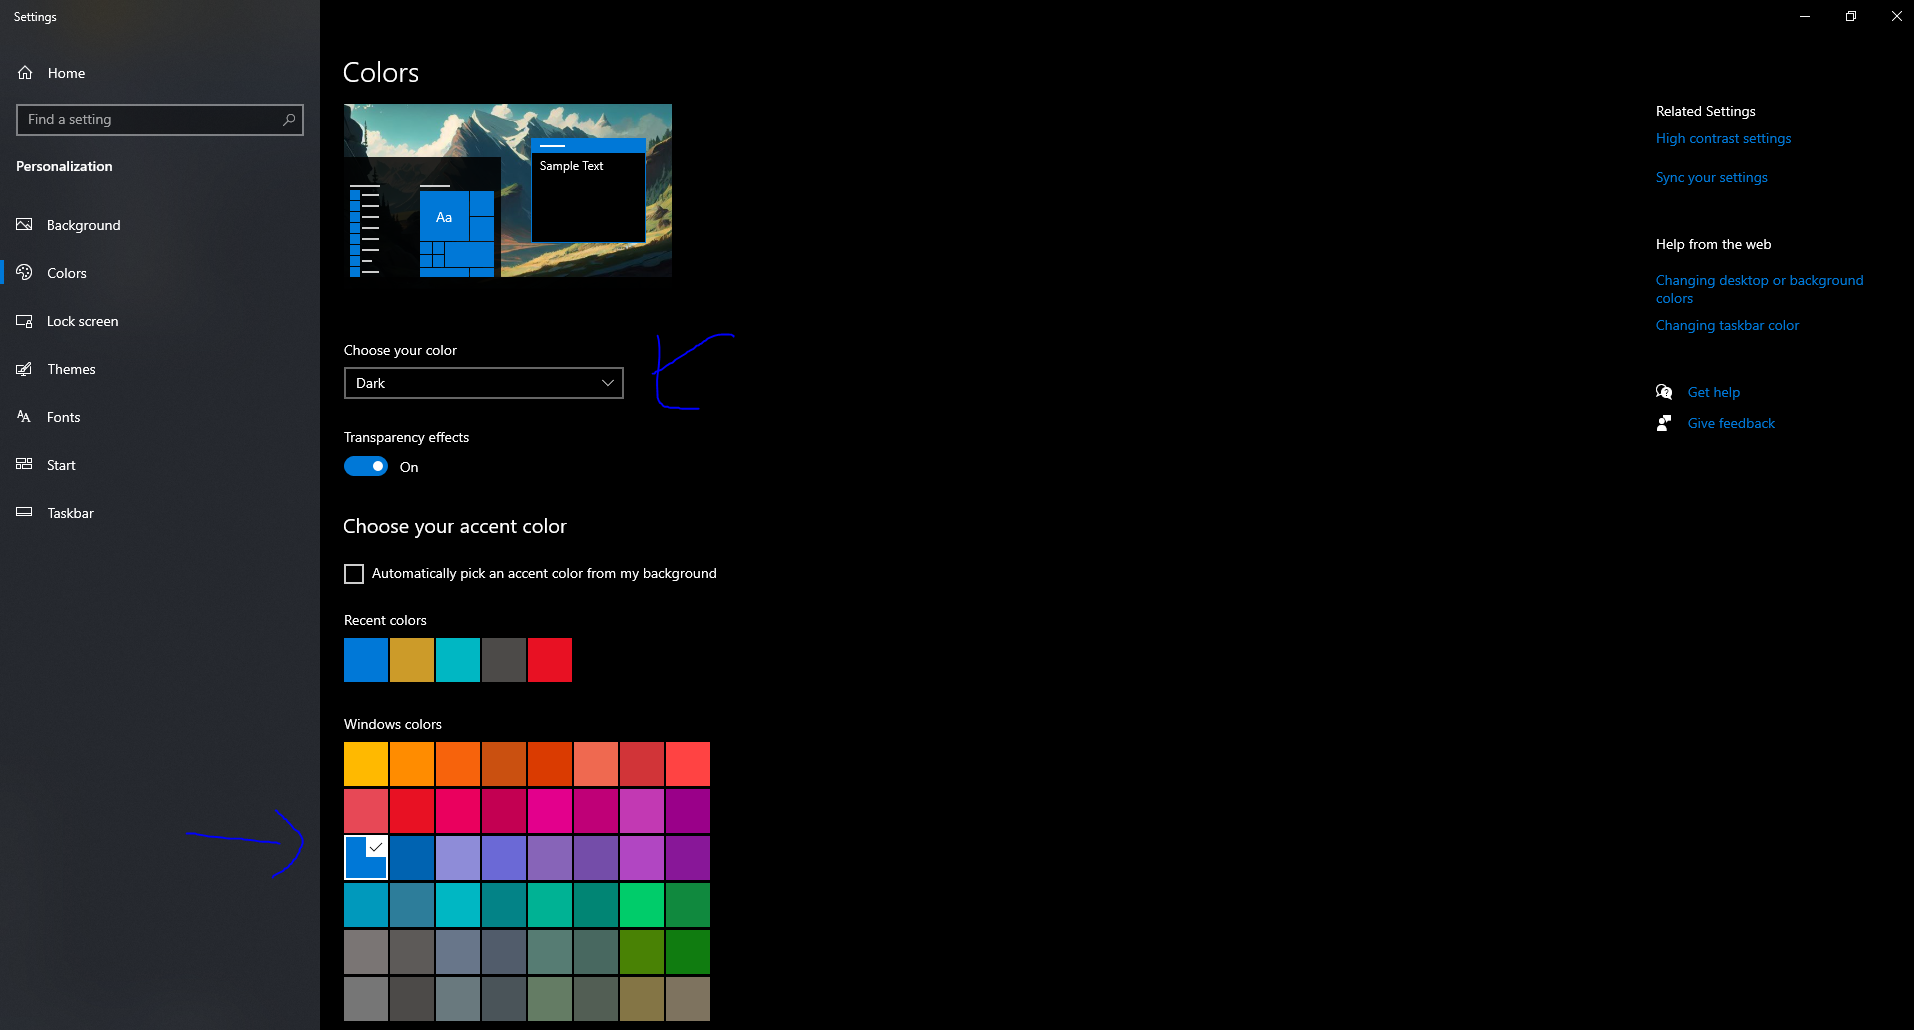 Settings
Home
Find a setting
Personalization
Background
Colors
Lock screen
Themes
Fonts
Start
Taskbar
Colors
Sample Text
Aa
Choose your color
Dark
Transparency effects
On
Choose your accent color
Automatically pick an accent color from my background
Recent colors
Windows colors
Related Settings
High contrast settings
Sync your settings
Help from the web
Changing desktop or background
colors
Changing taskbar color
Get help
Give feedback